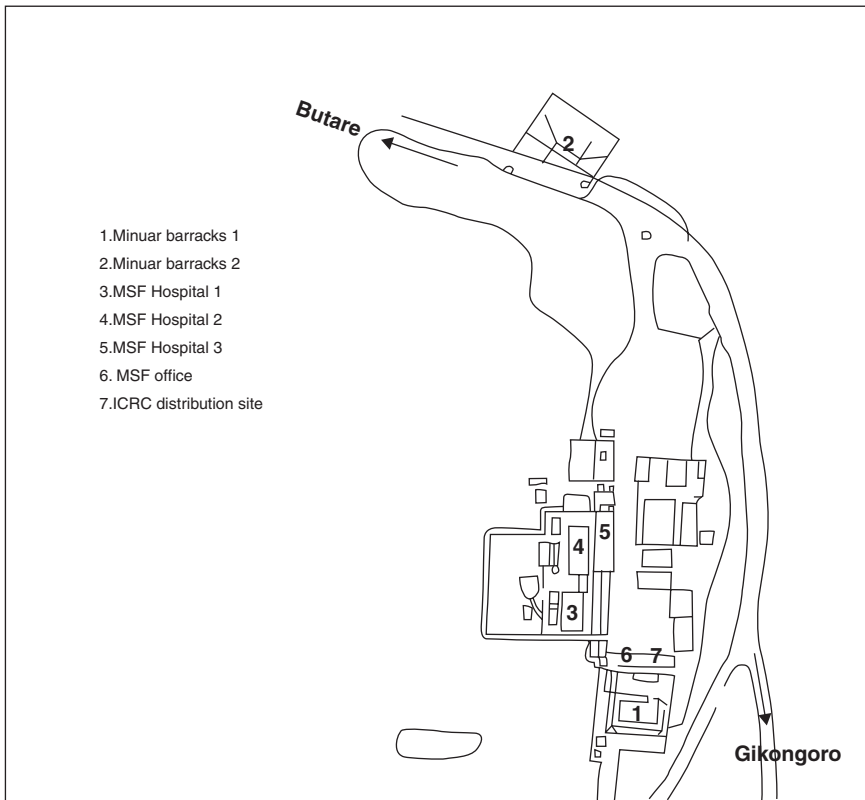 Butare
2
1.Minuar barracks 1
2.Minuar barracks 2
3.MSF Hospital 1
4.MSF Hospital 2
5.MSF Hospital 3
6. MSF office
7.ICRC distribution site
5
4
3
6 7
1
Gikongoro